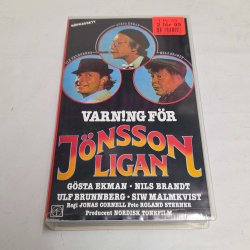 VARNING FÖR
JÖNSSON
LIGAN
GÖSTA EKMAN · NILS BRANDT
ULF BRUNNBERG · SIW MALMKVIST
Regi JONAS CORNELL Foto ROLAND STERNER
Producent NORDISK TONEFILM